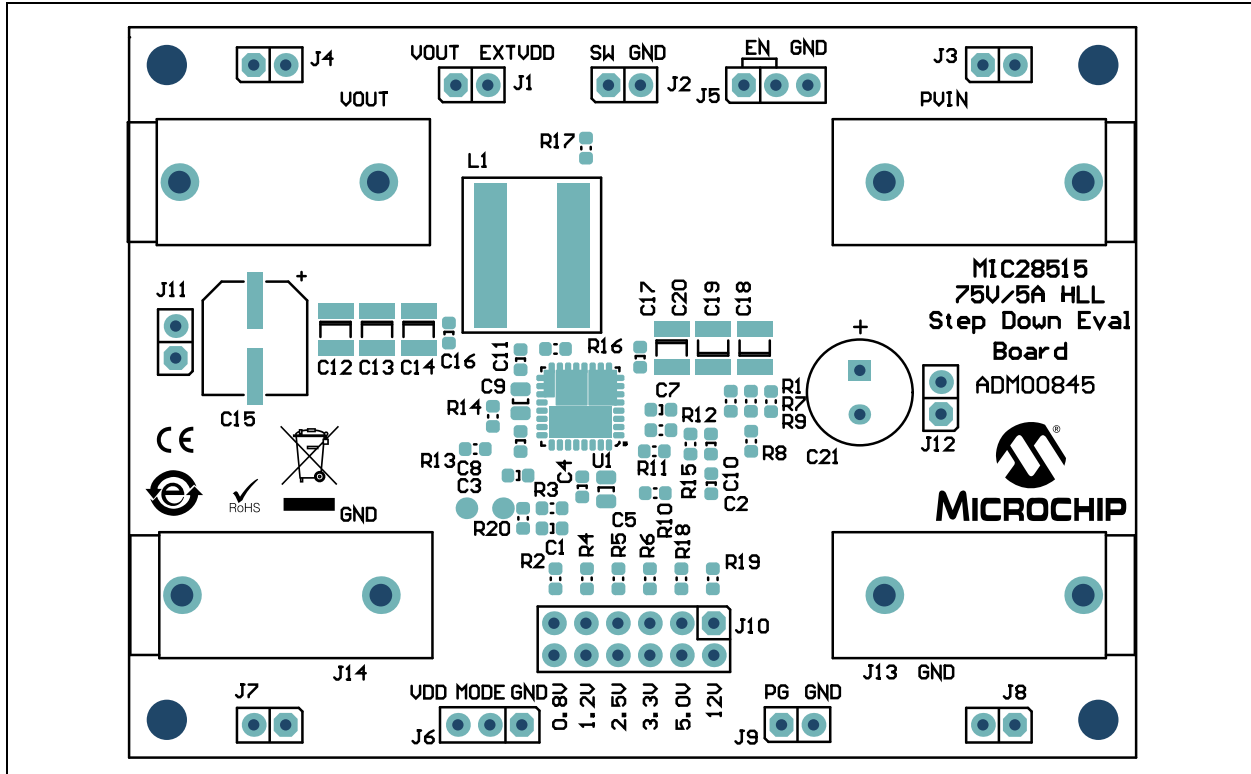 J4
VOUT EXTVDD
J1
SW GND
J2
EN GND
J5
J3
VOUT
PVIN
R17
L1
MIC28515
75V/5A HLL
Step Down Eval
Board
ADM00845
J11
+
C17
C20
C19
C18
+
C12
C13
C14
C16
C11
R16
C15
C9
C7
R1
R7
R9
R14
R12
J12
C21
R8
R13
C8
C3
C4
U1
R11
R15
C10
C2
R3
R20
C5
R10
CE
e
RoHS
GND
MICROCHIP
®
C1
R2
R4
R5
R6
R18
R19
J10
J14
J13 GND
J7
VDD MODE GND
J6
0.8V
1.2V
2.5V
3.3V
5.0V
12V
PG GND
J9
J8